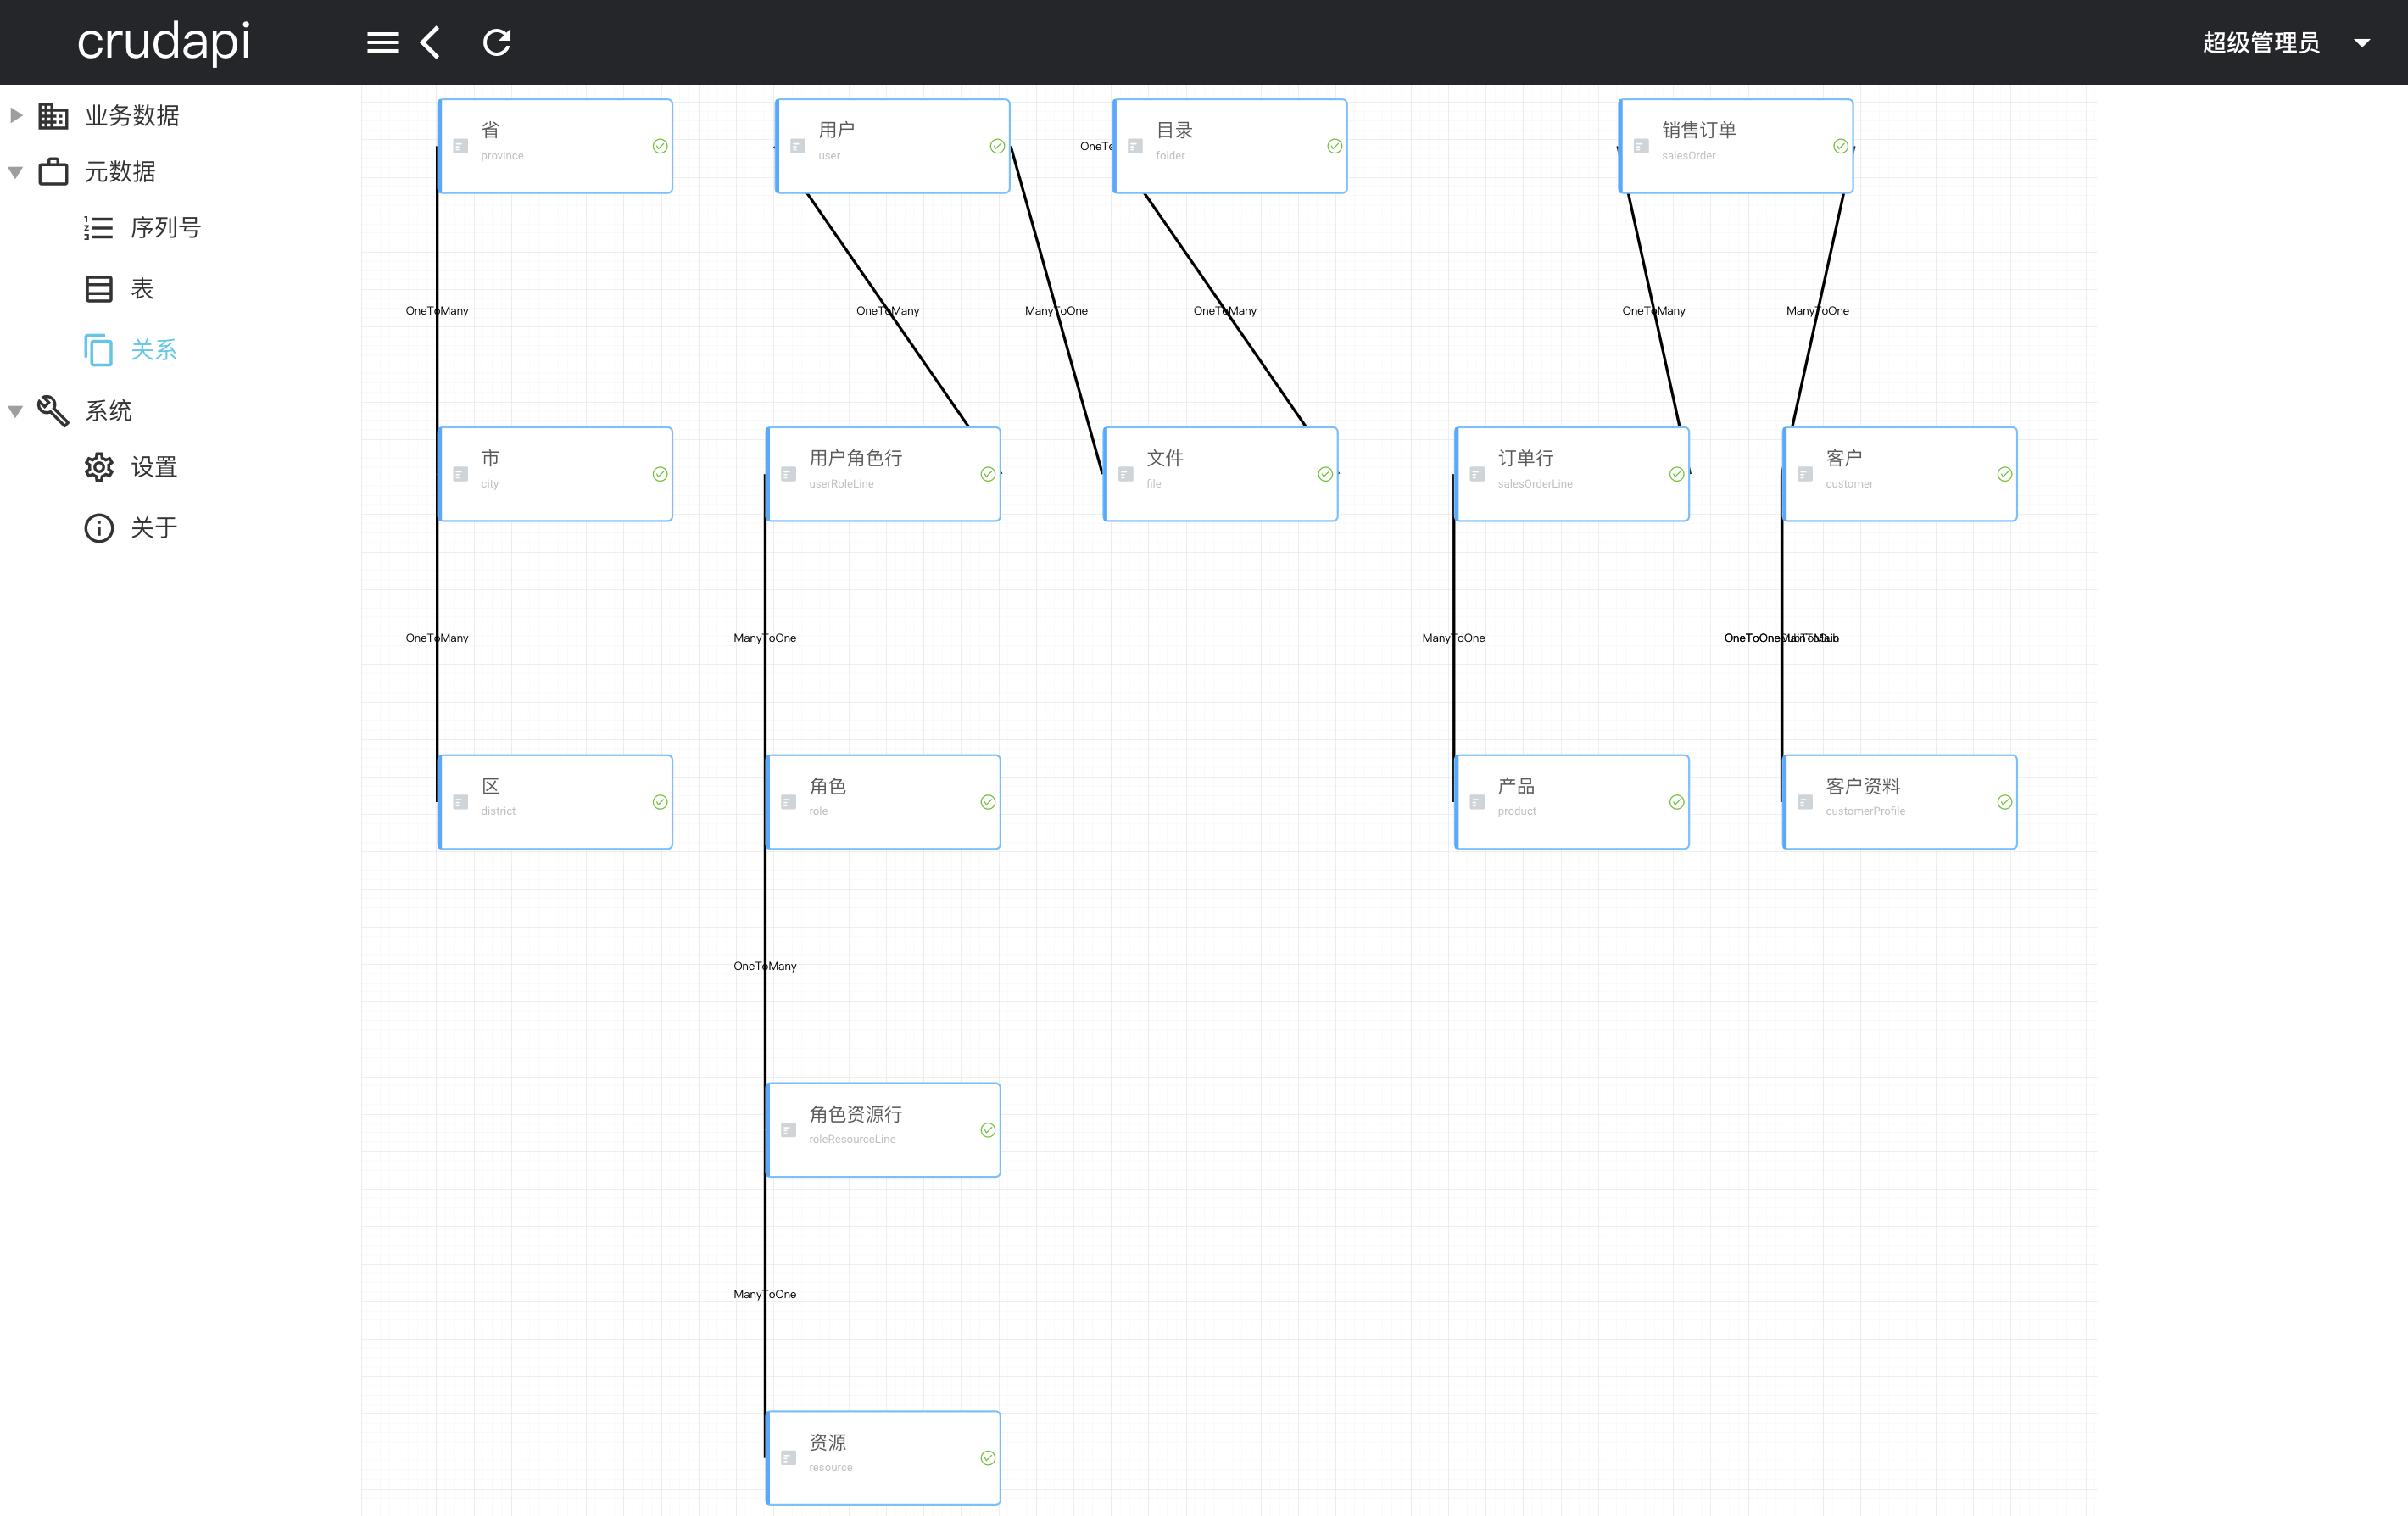 crudapi
超级管理员
业务数据
元数据
序列号
表
关系
系统
设置
关于
省
province
用户
user
OneTo
目录
folder
销售订单
salesOrder
OneToMany
OneToMany
ManyToOne
OneToMany
OneToMany
ManyToOne
市
city
用户角色行
userRoleLine
文件
file
订单行
salesOrderLine
客户
customer
OneToMany
ManyToOne
ManyToOne
区
district
角色
role
产品
product
客户资料
customerProfile
OneToMany
角色资源行
roleResourceLine
ManyToOne
资源
resource